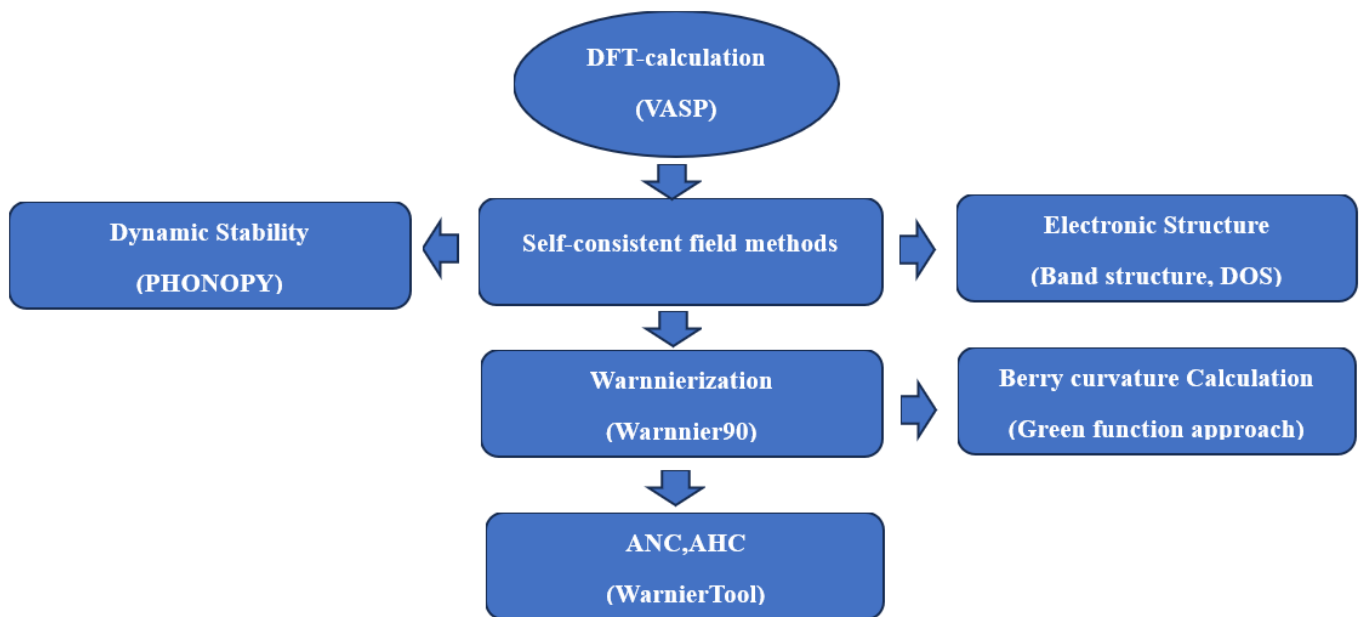 DFT-calculation
(VASP)
Dynamic Stability
(PHONOPY)
Self-consistent field methods
Electronic Structure
(Band structure, DOS)
Warnnierization
(Warnnier90)
Berry curvature Calculation
(Green function approach)
ANC,AHC
(WarnierTool)